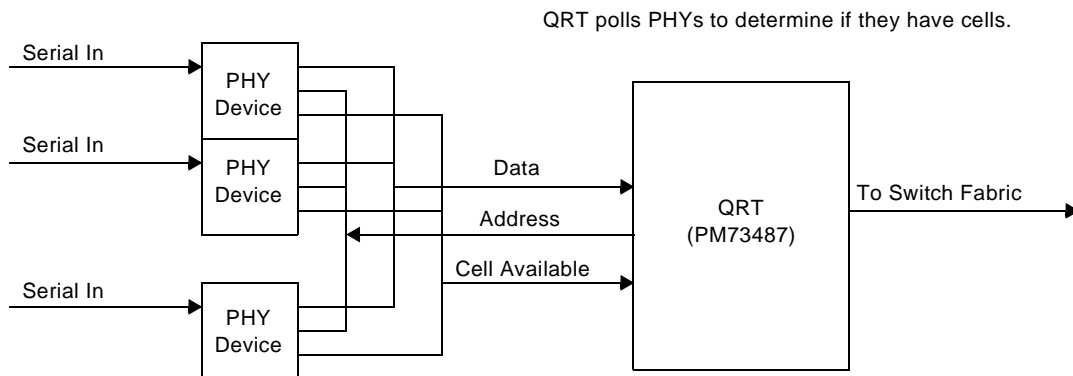 QRT polls PHYs to determine if they have cells.
Serial In
PHY
Device
Serial In
PHY
Device
Data
To Switch Fabric
QRT
(PM73487)
Address
Cell Available
Serial In
PHY
Device